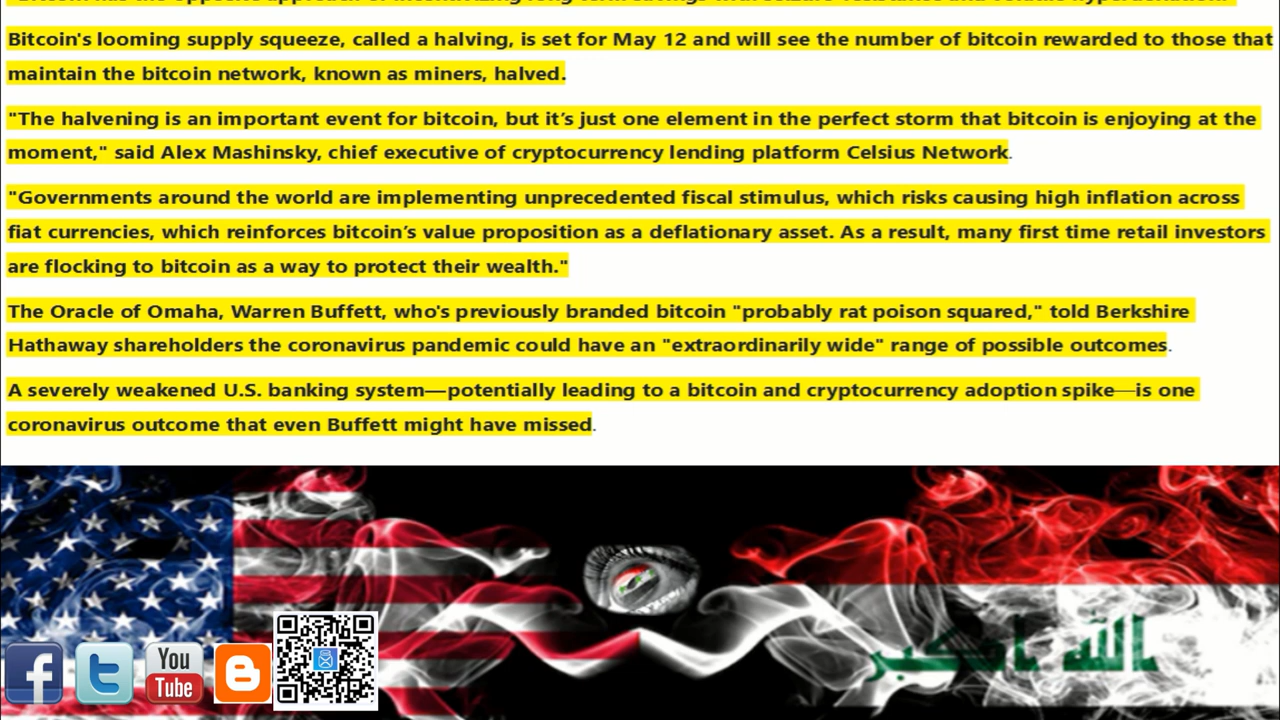 Bitcoin's looming supply squeeze, called a halving, is set for May 12 and will see the number of bitcoin rewarded to those that
maintain the bitcoin network, known as miners, halved.
"The halvening is an important event for bitcoin, but it’s just one element in the perfect storm that bitcoin is enjoying at the
moment," said Alex Mashinsky, chief executive of cryptocurrency lending platform Celsius Network.
"Governments around the world are implementing unprecedented fiscal stimulus, which risks causing high inflation across
fiat currencies, which reinforces bitcoin’s value proposition as a deflationary asset. As a result, many first time retail investors
are flocking to bitcoin as a way to protect their wealth."
The Oracle of Omaha, Warren Buffett, who's previously branded bitcoin "probably rat poison squared," told Berkshire
Hathaway shareholders the coronavirus pandemic could have an "extraordinarily wide" range of possible outcomes.
A severely weakened U.S. banking system—potentially leading to a bitcoin and cryptocurrency adoption spike—is one
coronavirus outcome that even Buffett might have missed.
الله اكبر
You
Tube